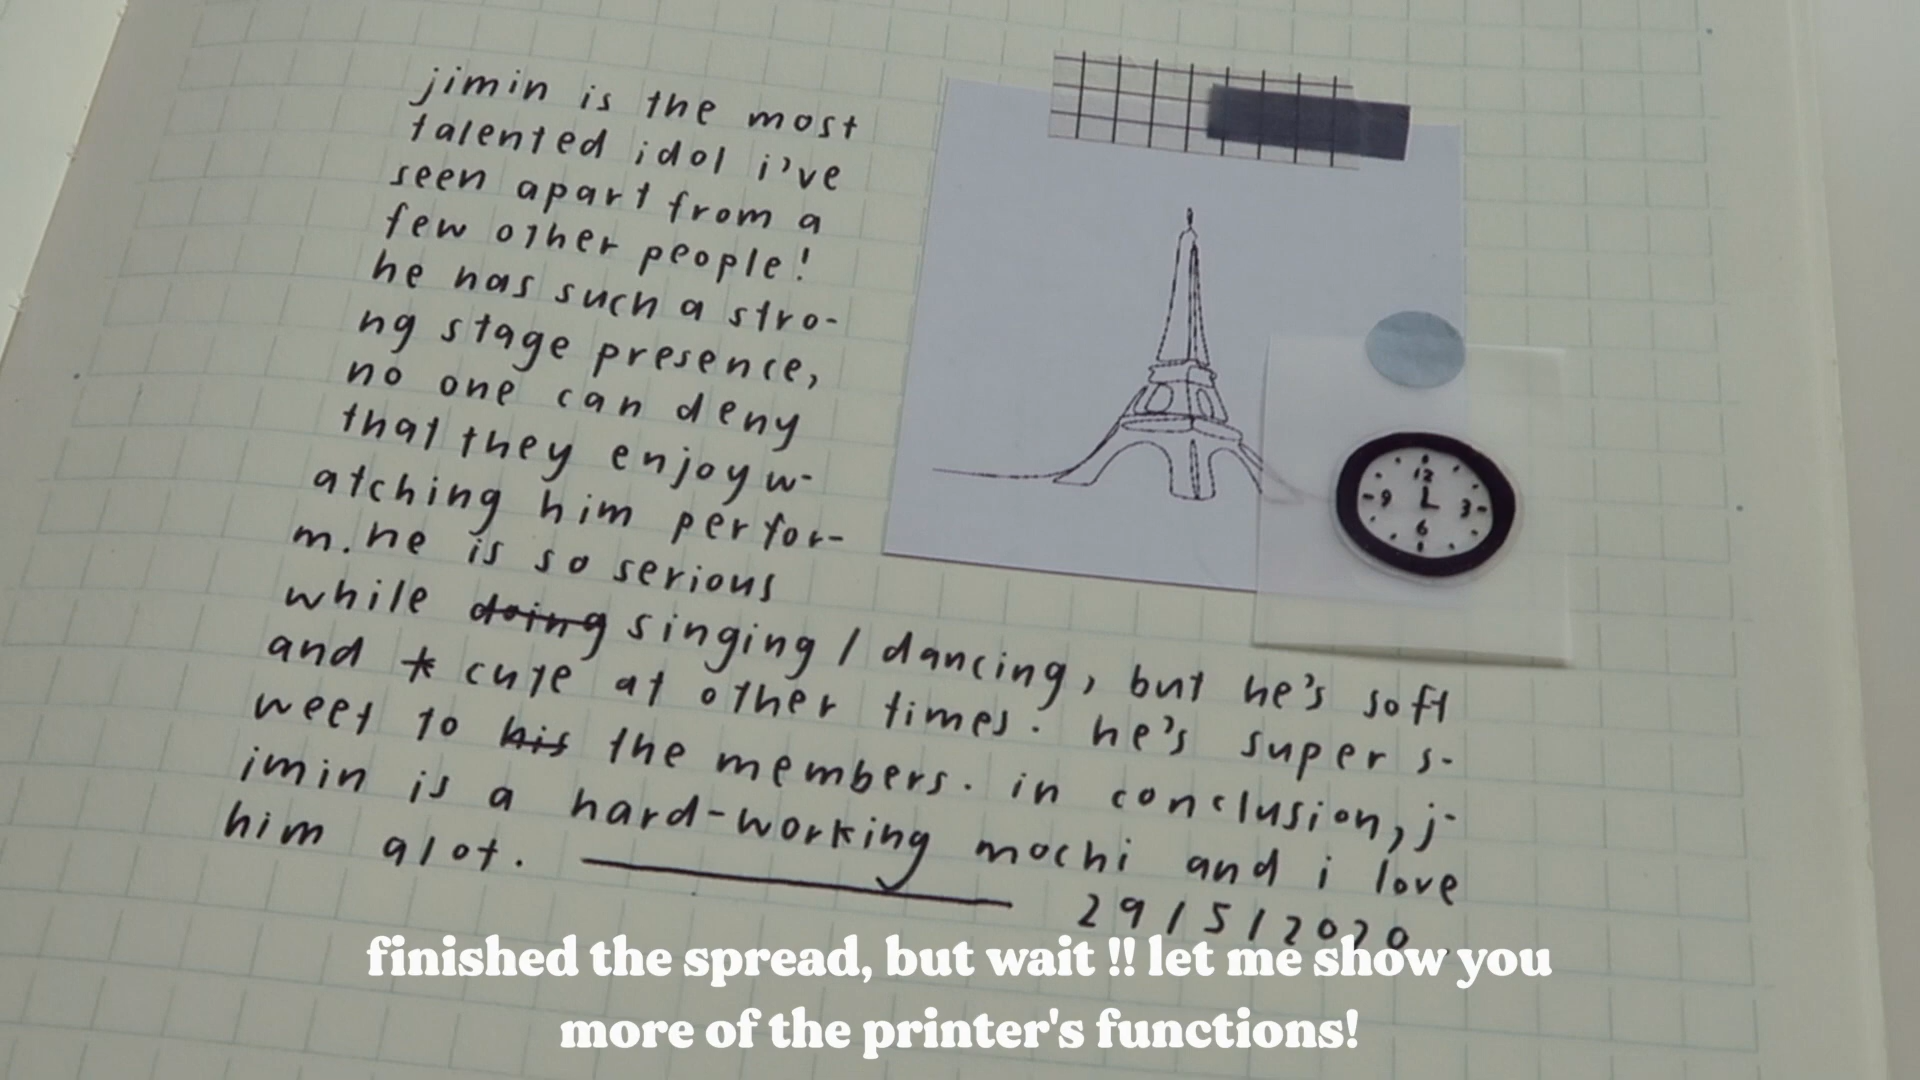 jimin is the most
talented idol i've
seen apart from a
few other people!
he has such a stro-
ng stage presence,
no one can deny
that they enjoy w-
atching him perfor-
m. he is so serious
while doing singing / dancing, but he's soft
and * cute at other times. he's super s-
weet to his the members. in conclusion, j-
imin is a hard-working mochi and i love
him alot.
29/5/2020
12
9
3
6
finished the spread, but wait !! let me show you
more of the printer's functions!